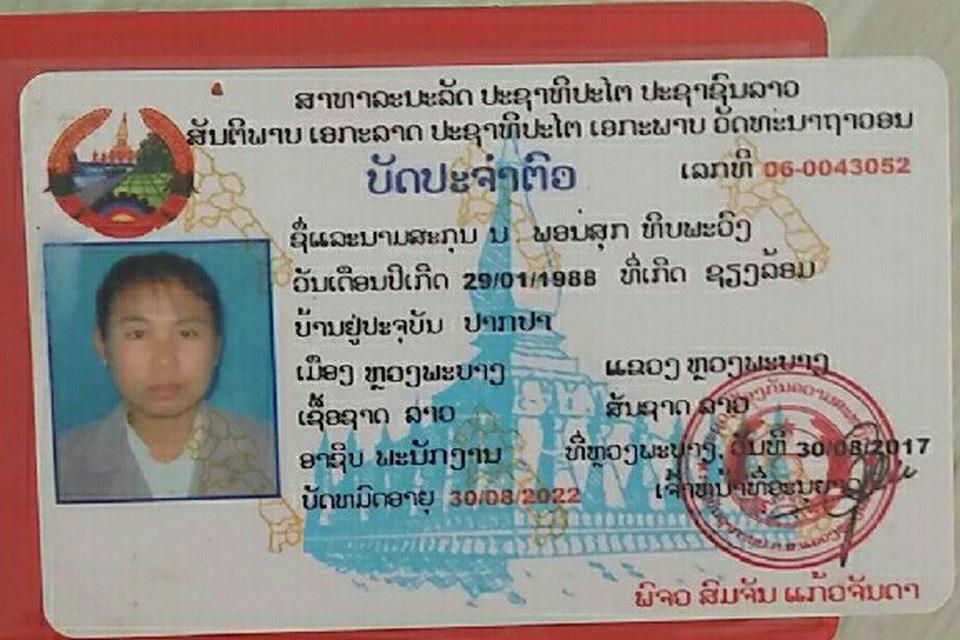 ສາທາລະນະລັດ ປະຊາທິປະໄຕ ປະຊາຊົນລາວ
ສັນຕິພາບ ເອກະລາດ ປະຊາທິປະໄຕ ເອກະພາບ ວັດທະນາຖາວອນ
ບັດປະຈຳຕົວ ເລກທີ 06-0043052
ຊື່ແລະນາມສະກຸນ ນ ພອນສຸກ ທິບພະວົງ
ວັນເດືອນປີເກີດ 29/01/1988 ທີ່ເກີດ ຊຽງລ້ອມ
ບ້ານຢູ່ປະຈຸບັນ ປາກປາ
ເມືອງ ຫຼວງພະບາງ ແຂວງ ຫຼວງພະບາງ
ເຊື້ອຊາດ ລາວ ສັນຊາດ ລາວ
ອາຊິບ ພະນັກງານ ທີ່ຫຼວງພະບາງ, ວັນທີ 30/08/2017
ບັດຫມົດອາຍຸ 30/08/2022 ເຈົ້າຫນ້າທີ່ອະນຸຍາດ
ພິຈວ ສີມຈັນ ແກ້ວຈັນດາ